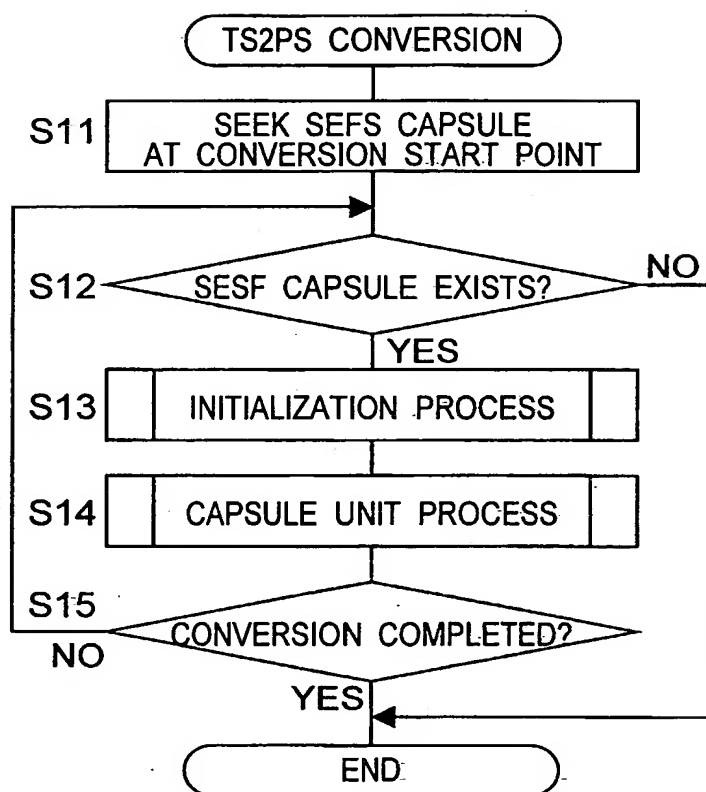 TS2PS CONVERSION
S11
SEEK SEFS CAPSULE
AT CONVERSION START POINT
S12
SESF CAPSULE EXISTS?
NO
YES
S13
INITIALIZATION PROCESS
S14
CAPSULE UNIT PROCESS
S15
CONVERSION COMPLETED?
NO
YES
END